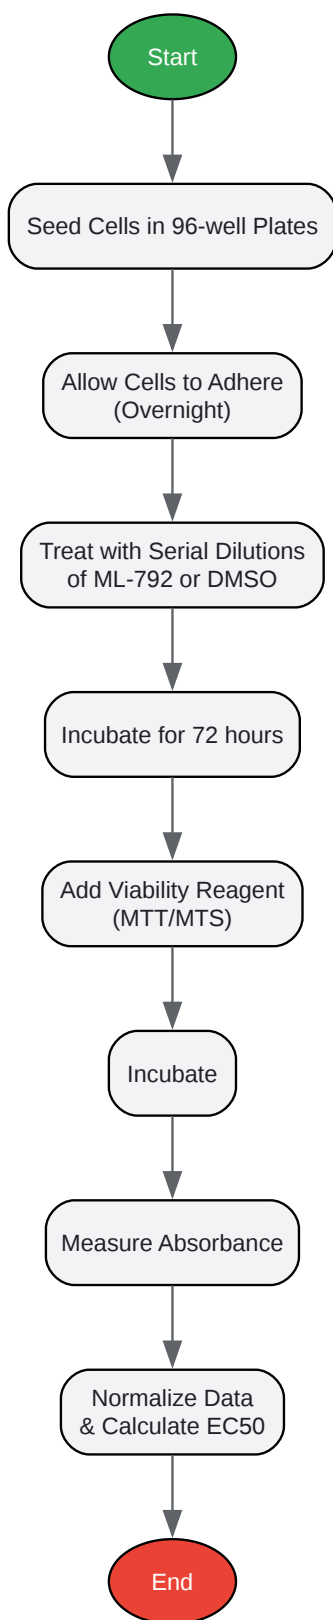 Start
Seed Cells in 96-well Plates
Allow Cells to Adhere
(Overnight)
Treat with Serial Dilutions
of ML-792 or DMSO
Incubate for 72 hours
Add Viability Reagent
(MTT/MTS)
Incubate
Measure Absorbance
Normalize Data
& Calculate EC50
End